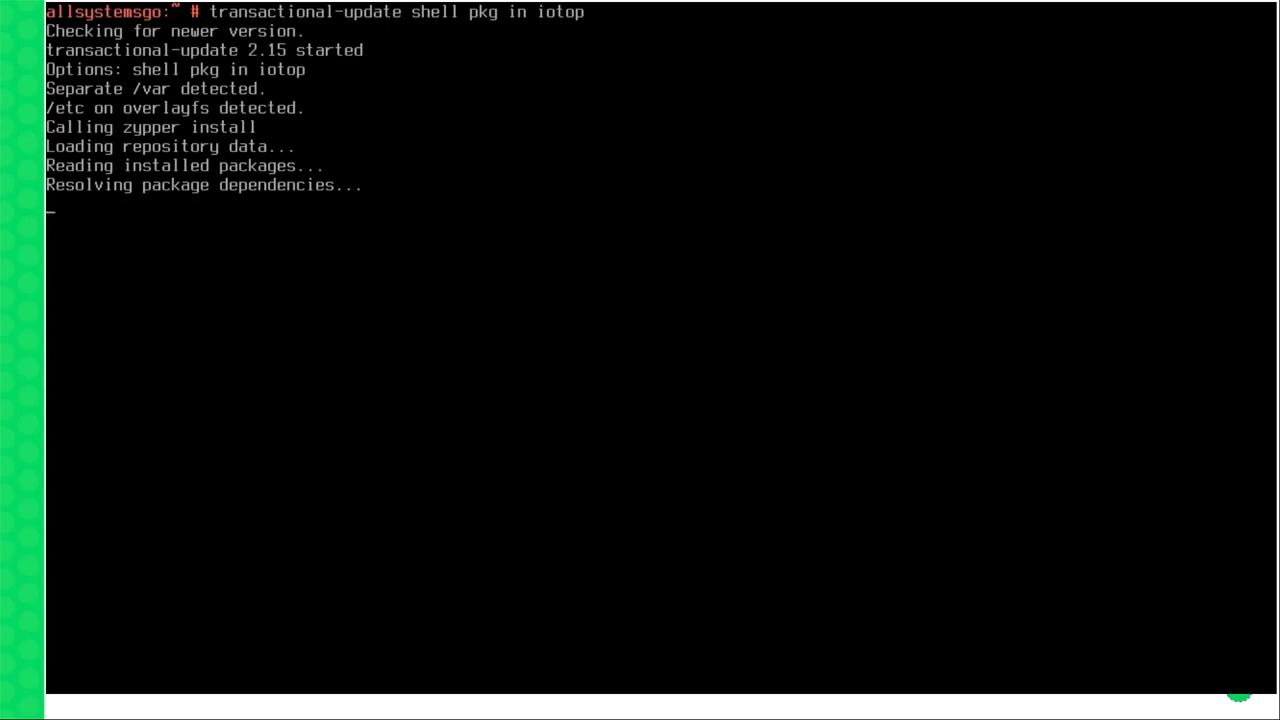 allsystemsgo:~ # transactional-update shell pkg in iotop
Checking for newer version.
transactional-update 2.15 started
Options: shell pkg in iotop
Separate /var detected.
/etc on overlayfs detected.
Calling zypper install
Loading repository data...
Reading installed packages...
Resolving package dependencies...